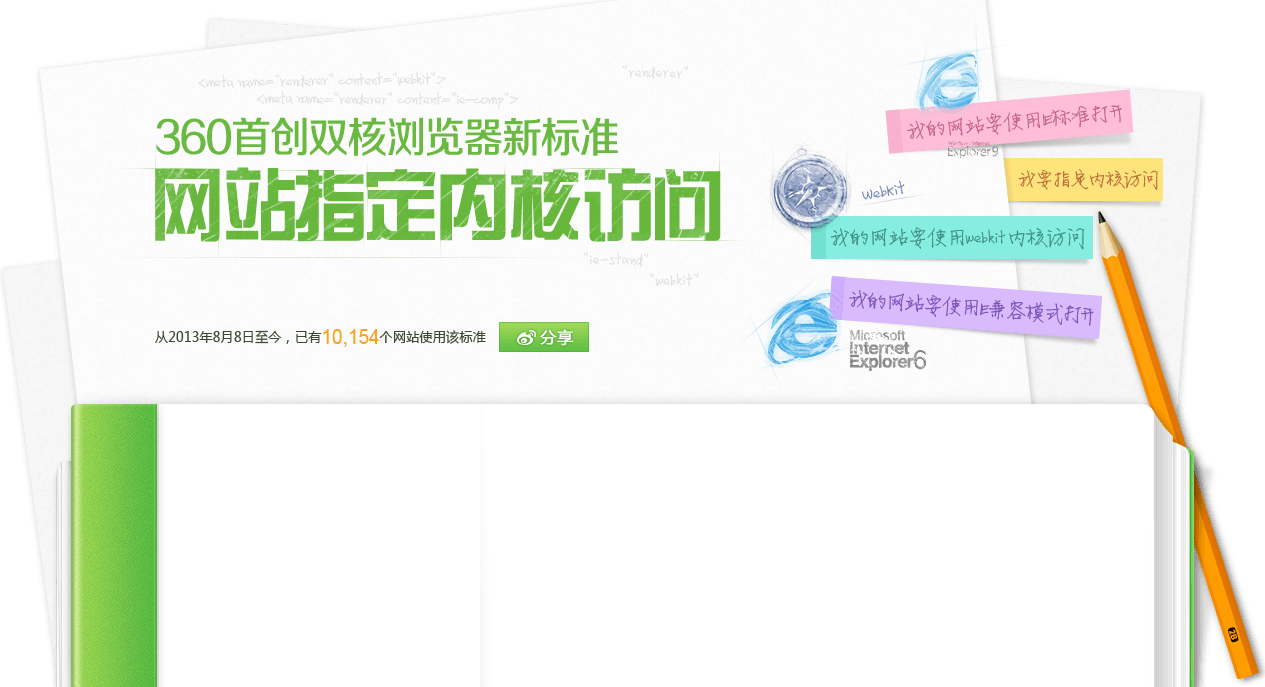 <meta name="renderer" content="webkit">
<meta name="renderer" content="ie-comp">
"renderer"
360首创双核浏览器新标准
网站指定内核访问
"ie-stand"
"webkit"
从2013年8月8日至今，已有10,154个网站使用该标准
分享
我的网站要使用IE标准打开
Explorer9
我要指定内核访问
webkit
我的网站要使用webkit内核访问
我的网站要使用IE兼容模式打开
Microsoft
Internet
Explorer6
2B